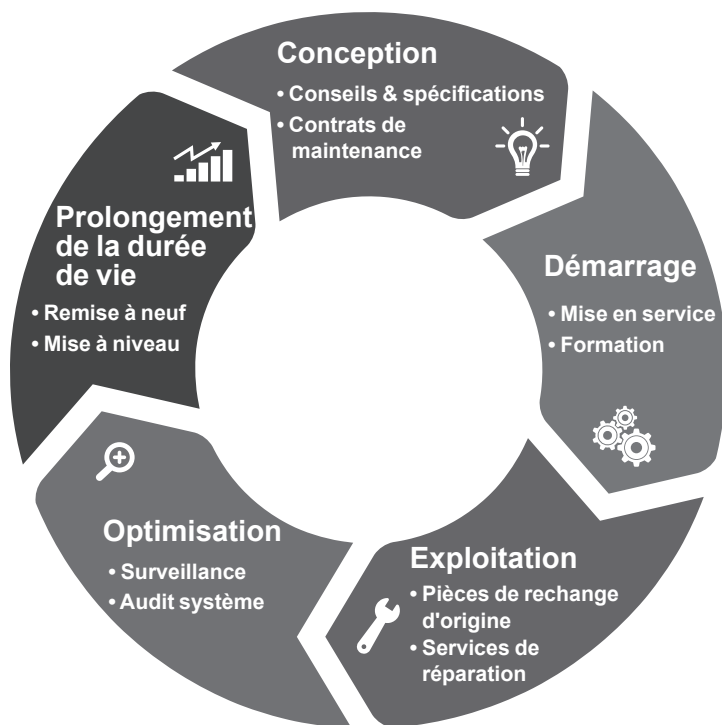 Conception
• Conseils & spécifications
• Contrats de
maintenance
Démarrage
• Mise en service
• Formation
Exploitation
• Pièces de rechange
d'origine
• Services de
réparation
Optimisation
• Surveillance
• Audit système
Prolongement
de la durée
de vie
• Remise à neuf
• Mise à niveau